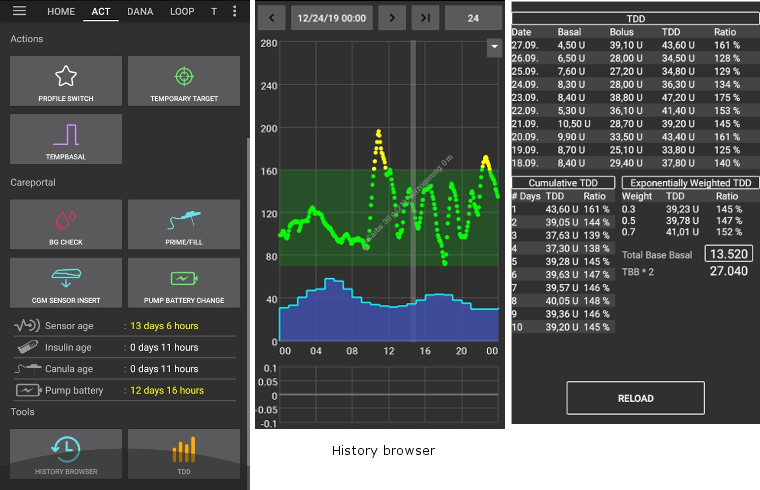 HOME ACT DANA LOOP T
Actions
PROFILE SWITCH TEMPORARY TARGET
TEMPBASAL
Careportal
BG CHECK PRIME/FILL
CGM SENSOR INSERT PUMP BATTERY CHANGE
Sensor age : 13 days 6 hours
Insulin age : 0 days 11 hours
Canula age : 0 days 11 hours
Pump battery : 12 days 16 hours
Tools
HISTORY BROWSER TDD
12/24/19 00:00 24
280
240
200
160
120
80
40
0
00 04 08 12 16 20 00
0.1
0.05
0
-0.05
-0.1
History browser
TDD
Date Basal Bolus TDD Ratio
27.09. 4,50 U 39,10 U 43,60 U 161 %
26.09. 6,50 U 28,00 U 34,50 U 128 %
25.09. 7,60 U 27,20 U 34,80 U 129 %
24.09. 8,30 U 28,00 U 36,30 U 134 %
23.09. 8,40 U 38,80 U 47,20 U 175 %
22.09. 5,30 U 36,10 U 41,40 U 153 %
21.09. 10,50 U 28,70 U 39,20 U 145 %
20.09. 9,90 U 33,50 U 43,40 U 161 %
19.09. 8,70 U 25,10 U 33,80 U 125 %
18.09. 8,40 U 29,40 U 37,80 U 140 %
Cumulative TDD
# Days TDD Ratio
1 43,60 U 161 %
2 39,05 U 144 %
3 37,63 U 139 %
4 37,30 U 138 %
5 39,28 U 145 %
6 39,63 U 147 %
7 39,57 U 146 %
8 40,05 U 148 %
9 39,36 U 146 %
10 39,20 U 145 %
Exponentially Weighted TDD
Weight TDD Ratio
0.3 39,23 U 145 %
0.5 39,78 U 147 %
0.7 41,01 U 152 %
Total Base Basal 13.520
TBB * 2 27.040
RELOAD